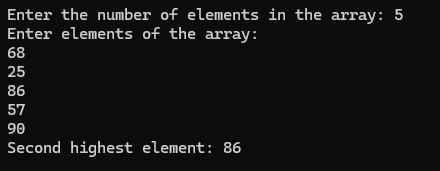 Enter the number of elements in the array: 5
Enter elements of the array:
68
25
86
57
90
Second highest element: 86